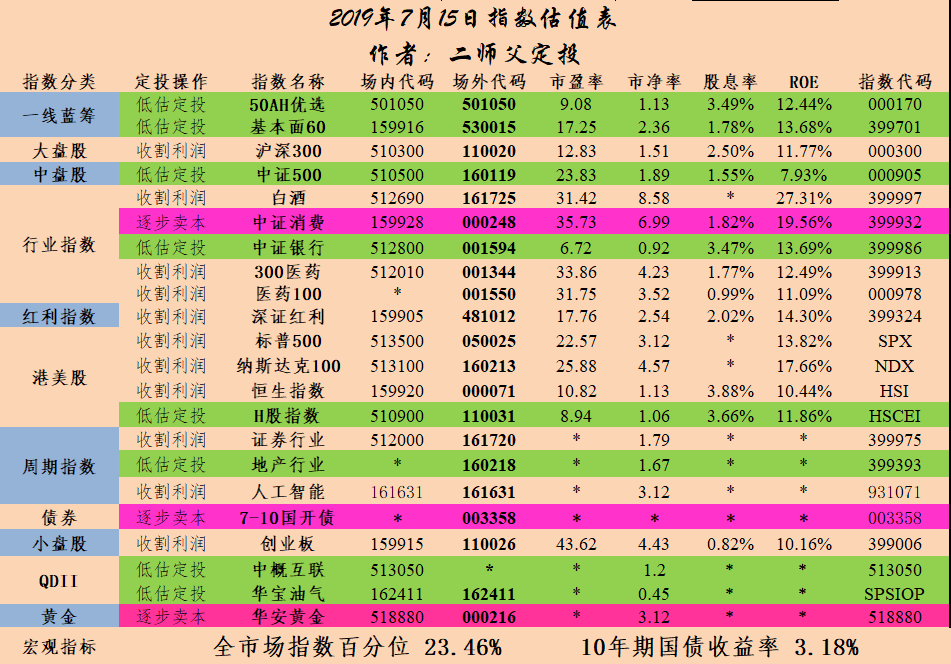 2019年7月15日指数估值表
作者：二师父定投
指数分类 定投操作 指数名称 场内代码 场外代码 市盈率 市净率 股息率 ROE 指数代码
一线蓝筹 低估定投 50AH优选 501050 501050 9.08 1.13 3.49% 12.44% 000170
低估定投 基本面60 159916 530015 17.25 2.36 1.78% 13.68% 399701
大盘股 收割利润 沪深300 510300 110020 12.83 1.51 2.50% 11.77% 000300
中盘股 低估定投 中证500 510500 160119 23.83 1.89 1.55% 7.93% 000905
行业指数 收割利润 白酒 512690 161725 31.42 8.58 * 27.31% 399997
逐步卖本 中证消费 159928 000248 35.73 6.99 1.82% 19.56% 399932
低估定投 中证银行 512800 001594 6.72 0.92 3.47% 13.69% 399986
收割利润 300医药 512010 001344 33.86 4.23 1.77% 12.49% 399913
收割利润 医药100 * 001550 31.75 3.52 0.99% 11.09% 000978
红利指数 收割利润 深证红利 159905 481012 17.76 2.54 2.02% 14.30% 399324
港美股 收割利润 标普500 513500 050025 22.57 3.12 * 13.82% SPX
收割利润 纳斯达克100 513100 160213 25.88 4.57 * 17.66% NDX
收割利润 恒生指数 159920 000071 10.82 1.13 3.88% 10.44% HSI
低估定投 H股指数 510900 110031 8.94 1.06 3.66% 11.86% HSCEI
周期指数 收割利润 证券行业 512000 161720 * 1.79 * * 399975
低估定投 地产行业 * 160218 * 1.67 * * 399393
收割利润 人工智能 161631 161631 * 3.12 * * 931071
债券 逐步卖本 7-10国开债 * 003358 * * * * 003358
小盘股 收割利润 创业板 159915 110026 43.62 4.43 0.82% 10.16% 399006
QDII 低估定投 中概互联 513050 * * 1.2 * * 513050
低估定投 华宝油气 162411 162411 * 0.45 * * SPSIOP
黄金 逐步卖本 华安黄金 518880 000216 * 3.12 * * 518880
宏观指标 全市场指数百分位 23.46% 10年期国债收益率 3.18%